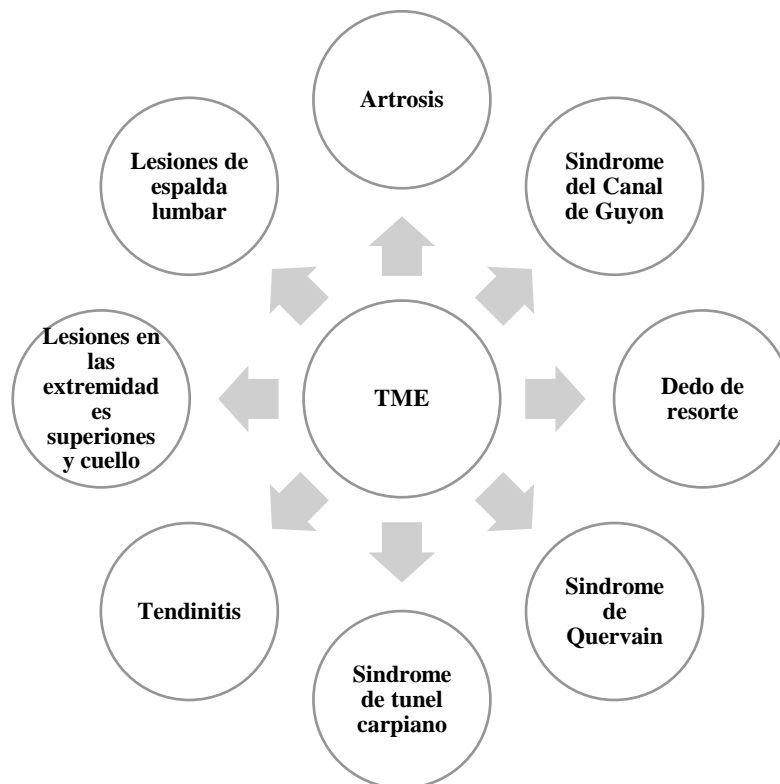 Artrosis
Lesiones de
espalda
lumbar
Sindrome
del Canal
de Guyon
Lesiones en
las
extremidad
es
superiones
y cuello
TME
Dedo de
resorte
Tendinitis
Sindrome
de
Quervain
Sindrome
de tunel
carpiano